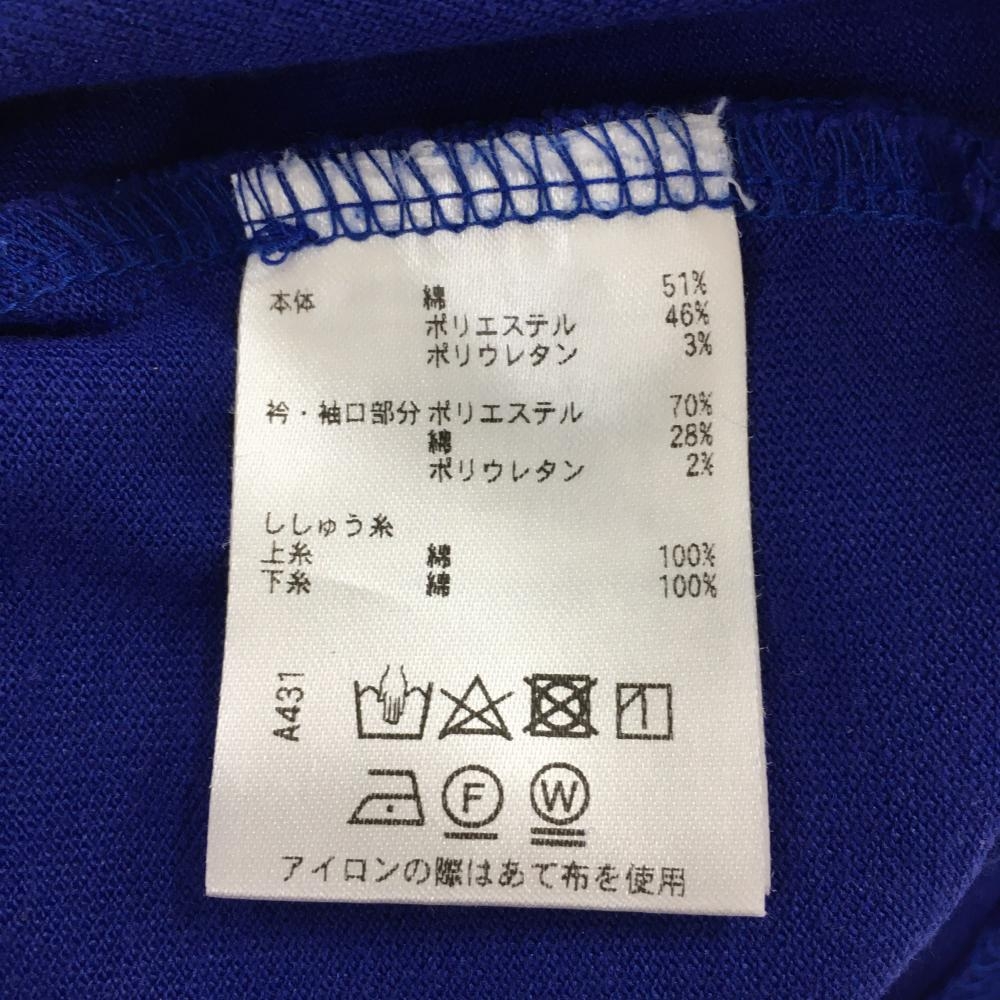 本体 綿 51%
ポリエステル 46%
ポリウレタン 3%
衿・袖口部分 ポリエステル 70%
綿 28%
ポリウレタン 2%
ししゅう糸
上糸 綿 100%
下糸 綿 100%
A431
F W
アイロンの際はあて布を使用